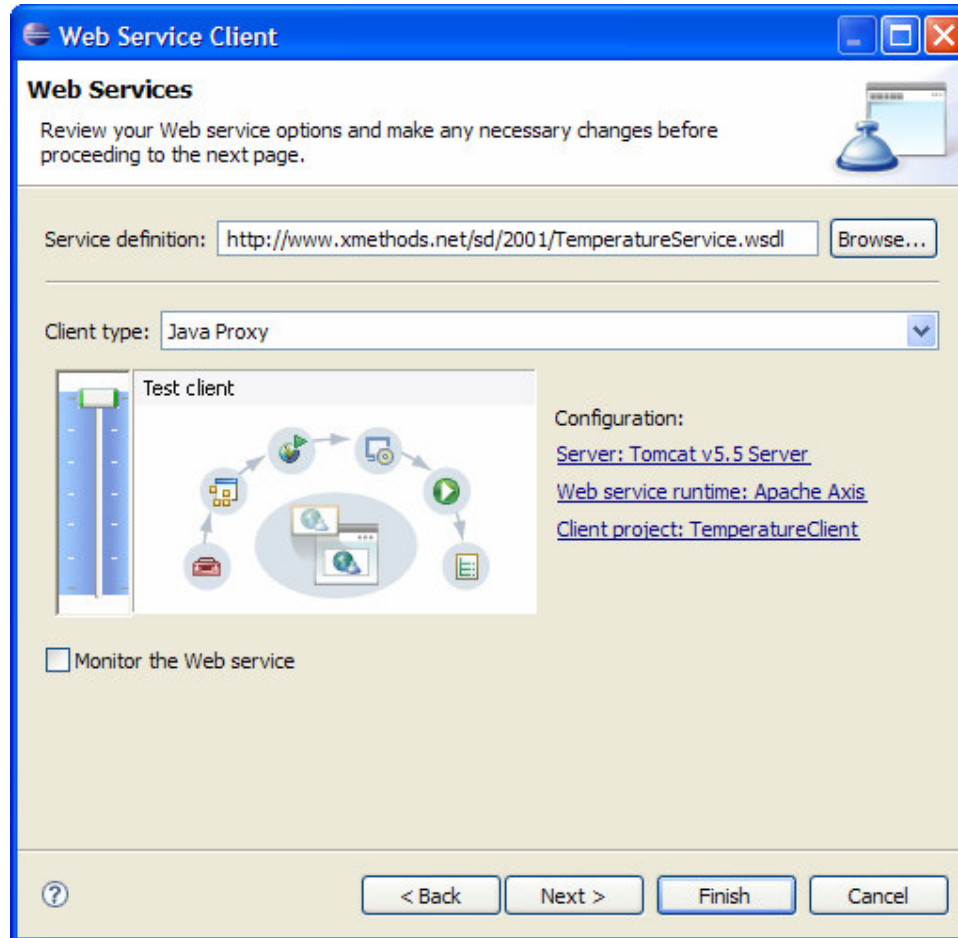 Web Service Client
Web Services
Review your Web service options and make any necessary changes before
proceeding to the next page.
Service definition: http://www.xmethods.net/sd/2001/TemperatureService.wsdl Browse...
Client type: Java Proxy
Test client
Configuration:
Server: Tomcat v5.5 Server
Web service runtime: Apache Axis
Client project: TemperatureClient
Monitor the Web service
? < Back Next > Finish Cancel